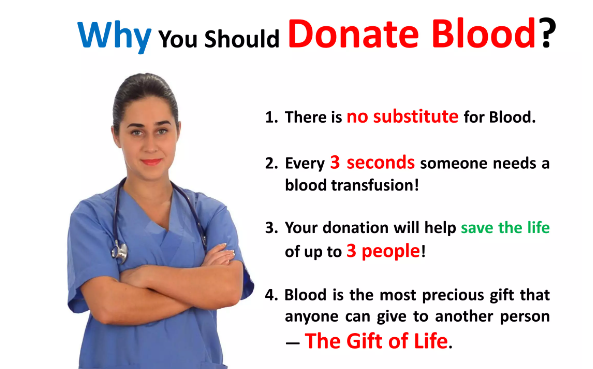 Why You Should Donate Blood?
1. There is no substitute for Blood.
2. Every 3 seconds someone needs a
blood transfusion!
3. Your donation will help save the life
of up to 3 people!
4. Blood is the most precious gift that
anyone can give to another person
— The Gift of Life.